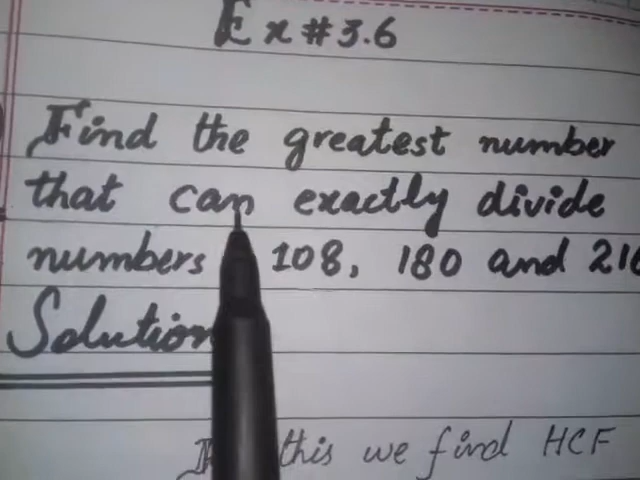 Ex # 3.6
Find the greatest number
that can exactly divide
numbers 108, 180 and 216
Solution
this we find HCF